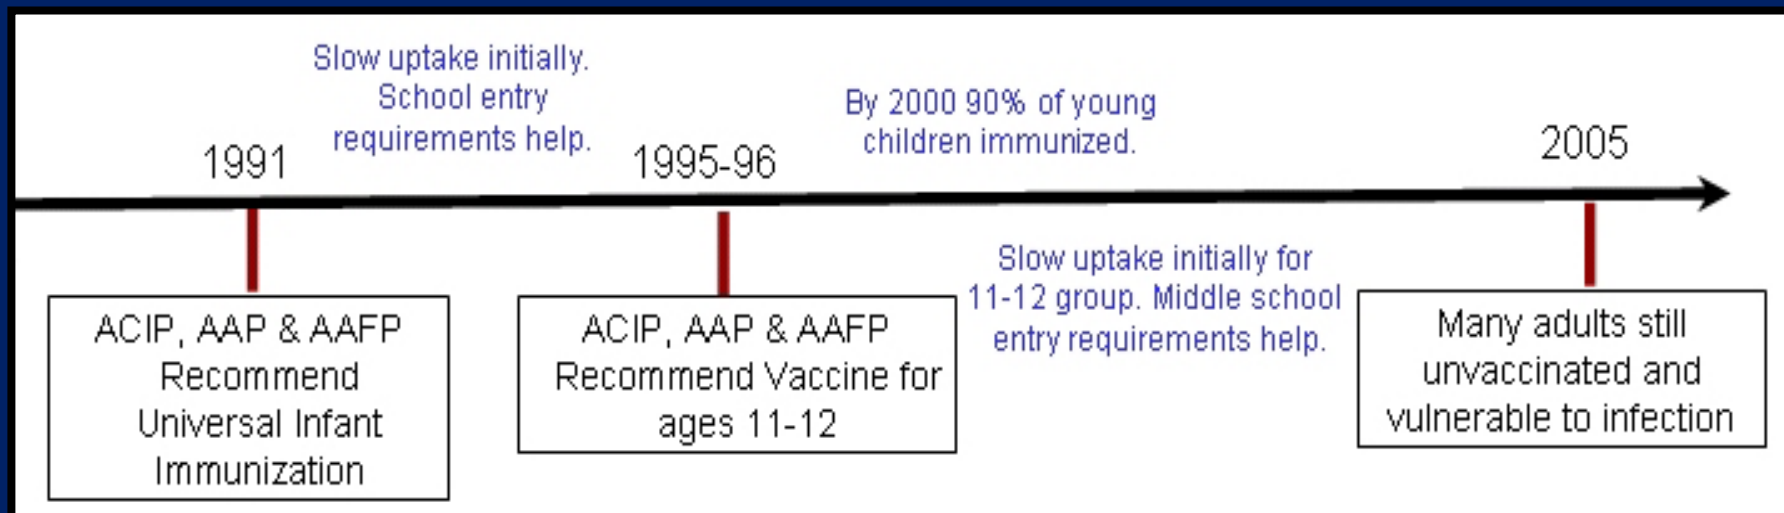 Slow uptake initially.
School entry
requirements help.
By 2000 90% of young
children immunized.
1991
1995-96
2005
ACIP, AAP & AAFP
Recommend
Universal Infant
Immunization
ACIP, AAP & AAFP
Recommend Vaccine for
ages 11-12
Slow uptake initially for
11-12 group. Middle school
entry requirements help.
Many adults still
unvaccinated and
vulnerable to infection